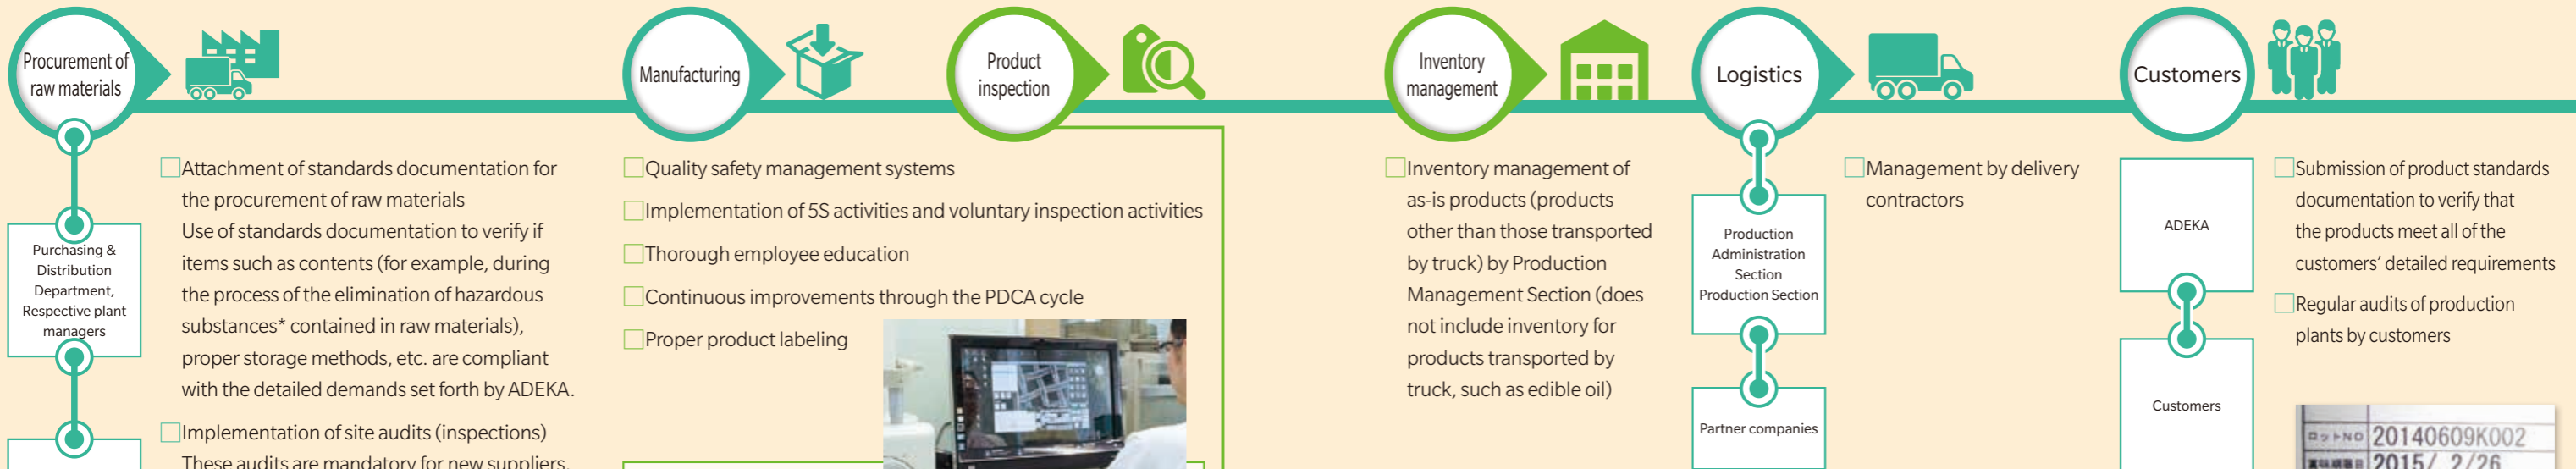 Procurement of
raw materials
Manufacturing
Product
inspection
Inventory
management
Logistics
Customers
Purchasing &
Distribution
Department,
Respective plant
managers
Attachment of standards documentation for
the procurement of raw materials
Use of standards documentation to verify if
items such as contents (for example, during
the process of the elimination of hazardous
substances* contained in raw materials),
proper storage methods, etc. are compliant
with the detailed demands set forth by ADEKA.
Implementation of site audits (inspections)
These audits are mandatory for new suppliers.
Quality safety management systems
Implementation of 5S activities and voluntary inspection activities
Thorough employee education
Continuous improvements through the PDCA cycle
Proper product labeling
Inventory management of
as-is products (products
other than those transported
by truck) by Production
Management Section (does
not include inventory for
products transported by
truck, such as edible oil)
Production
Administration
Section
Production Section
Partner companies
Management by delivery
contractors
ADEKA
Customers
Submission of product standards
documentation to verify that
the products meet all of the
customers' detailed requirements
Regular audits of production
plants by customers
ロットNO 20140609K002
2015/ 2/26